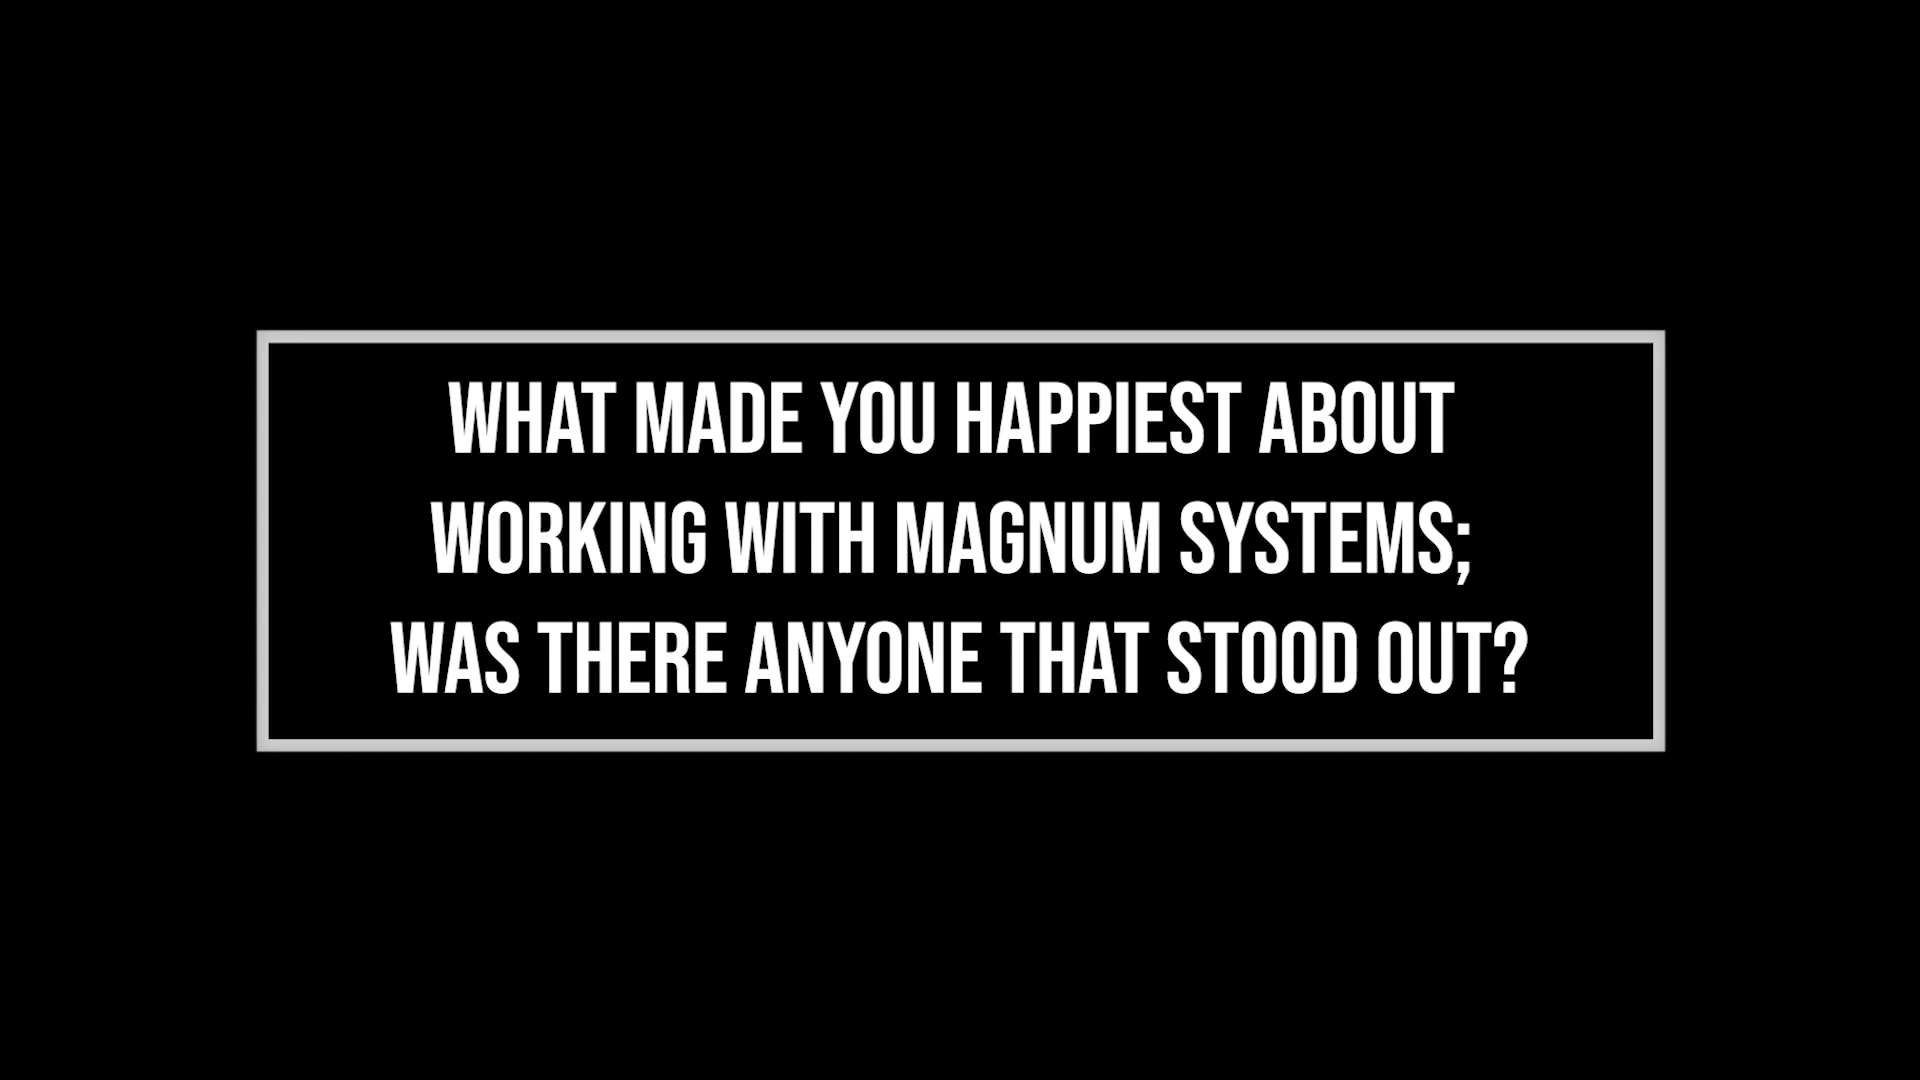 WHAT MADE YOU HAPPIEST ABOUT
WORKING WITH MAGNUM SYSTEMS;
WAS THERE ANYONE THAT STOOD OUT?